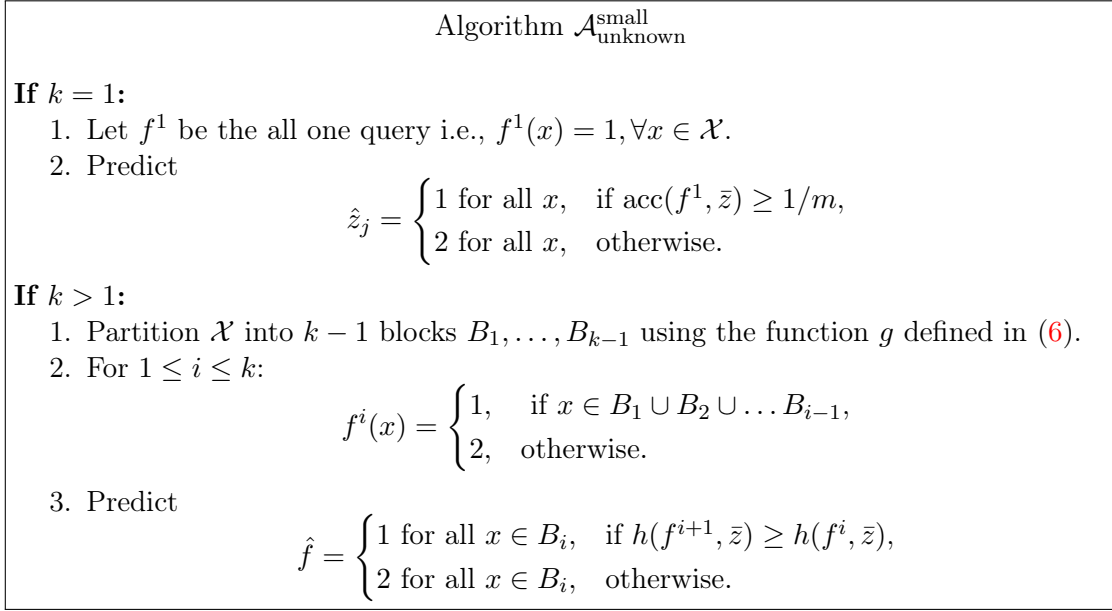 Algorithm 𝒜^{small}_{unknown}
If k = 1:
1. Let f^1 be the all one query i.e., f^1(x) = 1, ∀x ∈ 𝒳.
2. Predict
ẑ_j = { 1 for all x, if acc(f^1, z̄) ≥ 1/m,
2 for all x, otherwise.
If k > 1:
1. Partition 𝒳 into k − 1 blocks B_1, . . . , B_{k−1} using the function g defined in (6).
2. For 1 ≤ i ≤ k:
f^i(x) = { 1, if x ∈ B_1 ∪ B_2 ∪ . . . B_{i−1},
2, otherwise.
3. Predict
f̂ = { 1 for all x ∈ B_i, if h(f^{i+1}, z̄) ≥ h(f^i, z̄),
2 for all x ∈ B_i, otherwise.